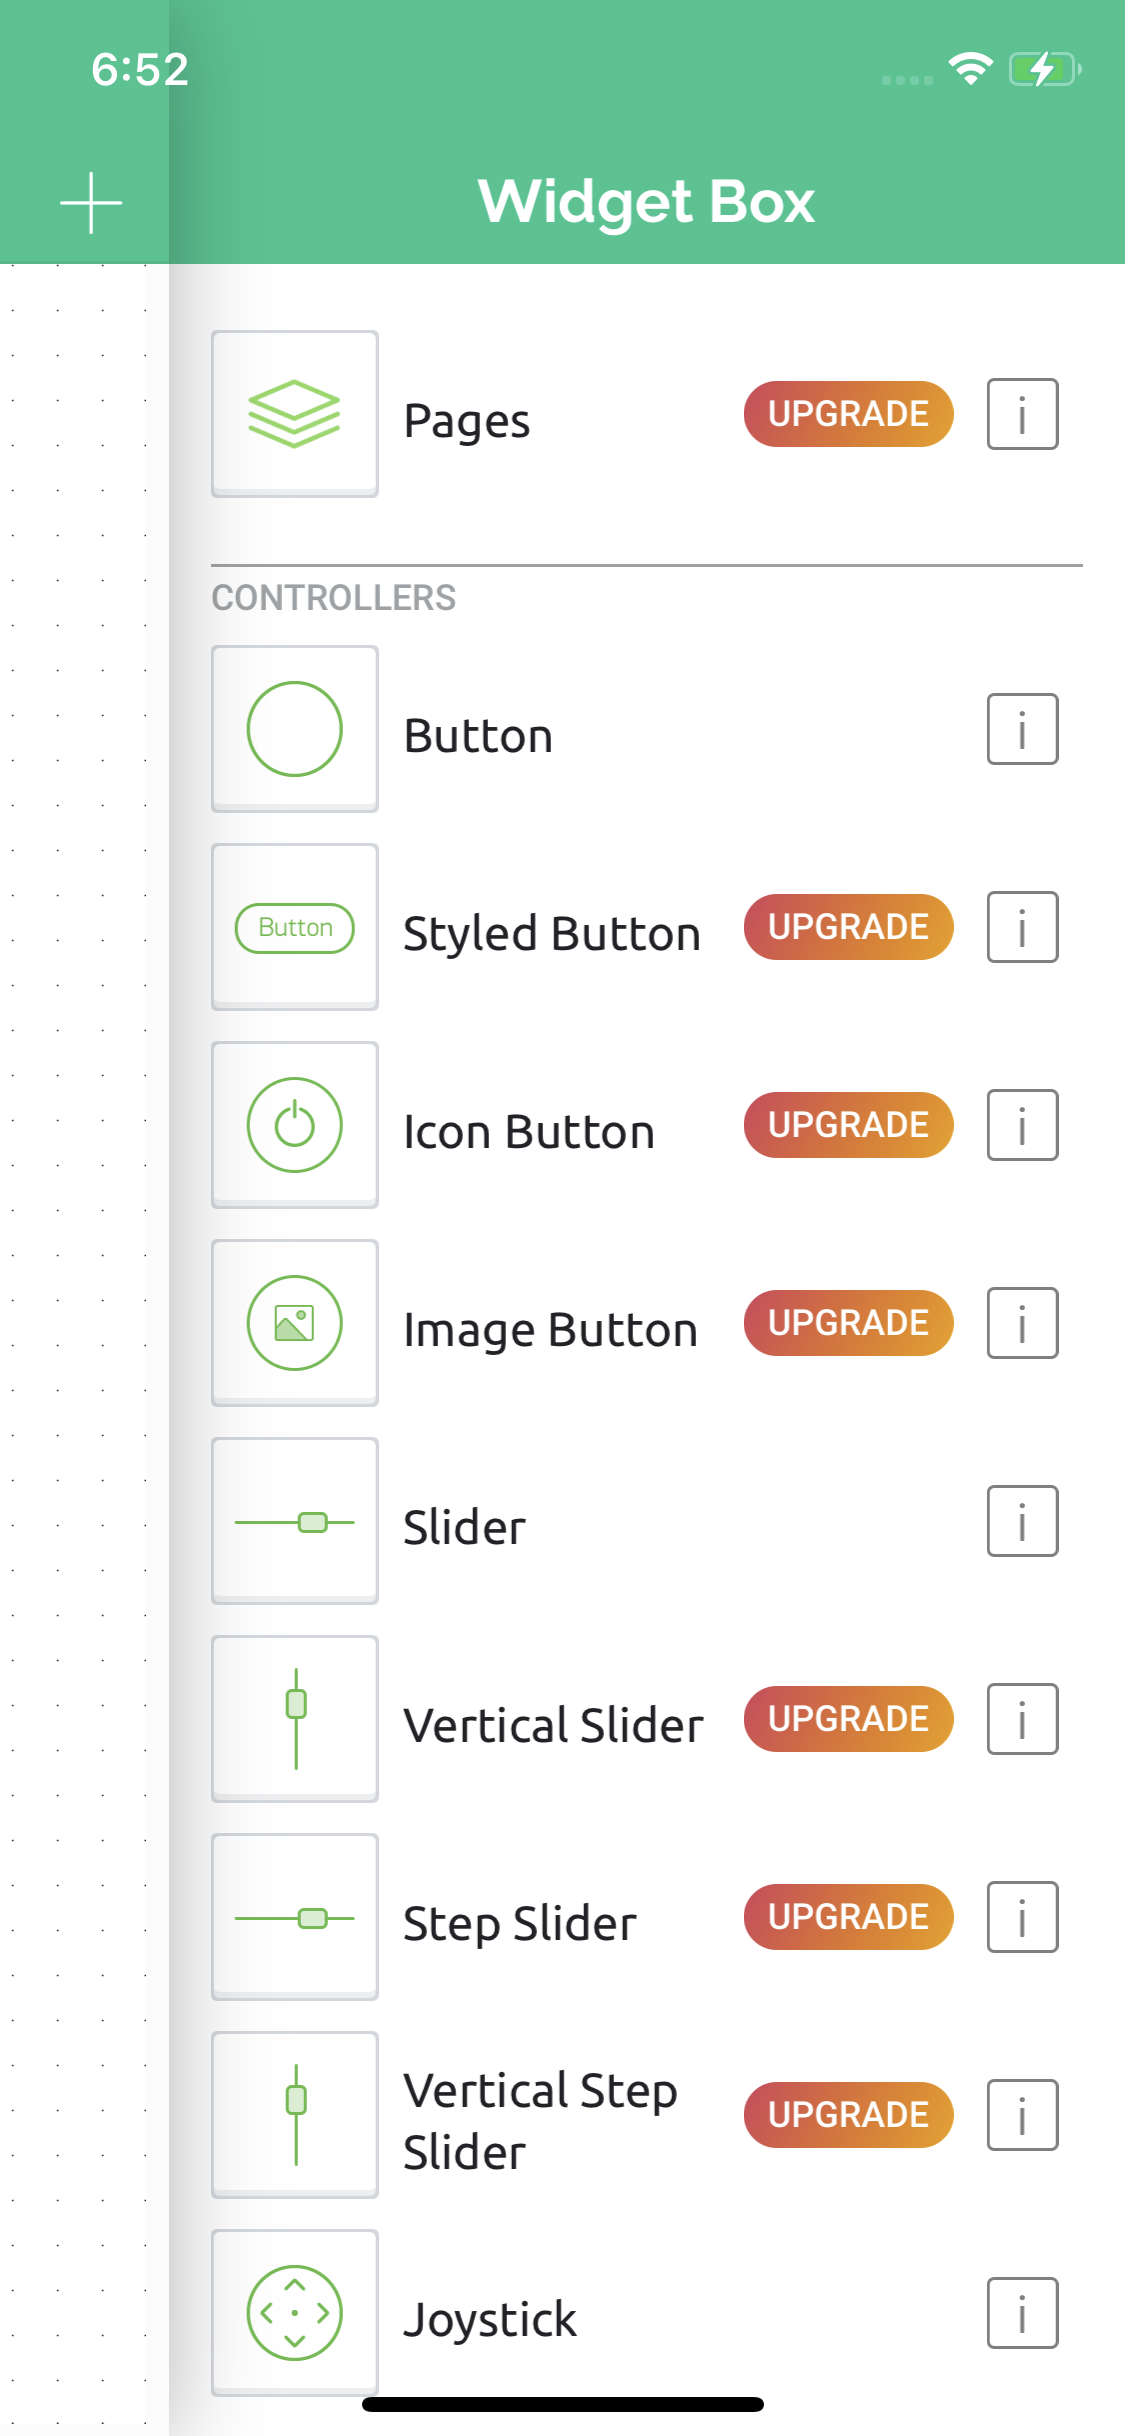 6:52
Widget Box
Pages
UPGRADE
i
CONTROLLERS
Button
i
Button
Styled Button
UPGRADE
i
Icon Button
UPGRADE
i
Image Button
UPGRADE
i
Slider
i
Vertical Slider
UPGRADE
i
Step Slider
UPGRADE
i
Vertical Step
Slider
UPGRADE
i
Joystick
i